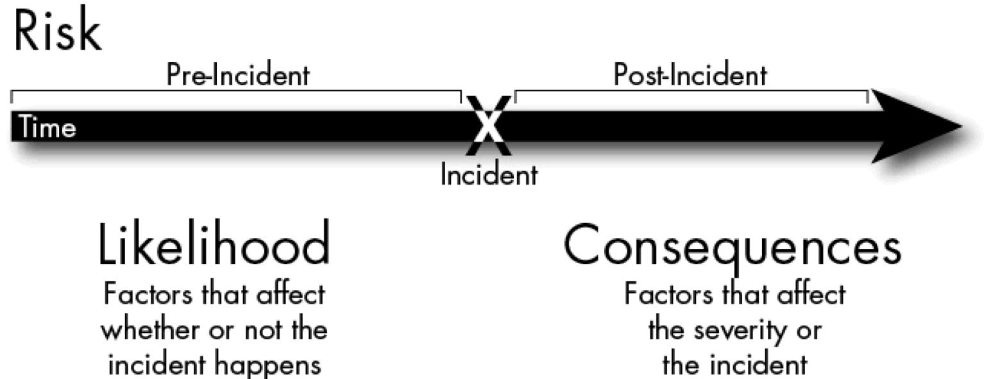 Risk
Pre-Incident
Post-Incident
Time
X
Incident
Likelihood
Factors that affect
whether or not the
incident happens
Consequences
Factors that affect
the severity or
the incident